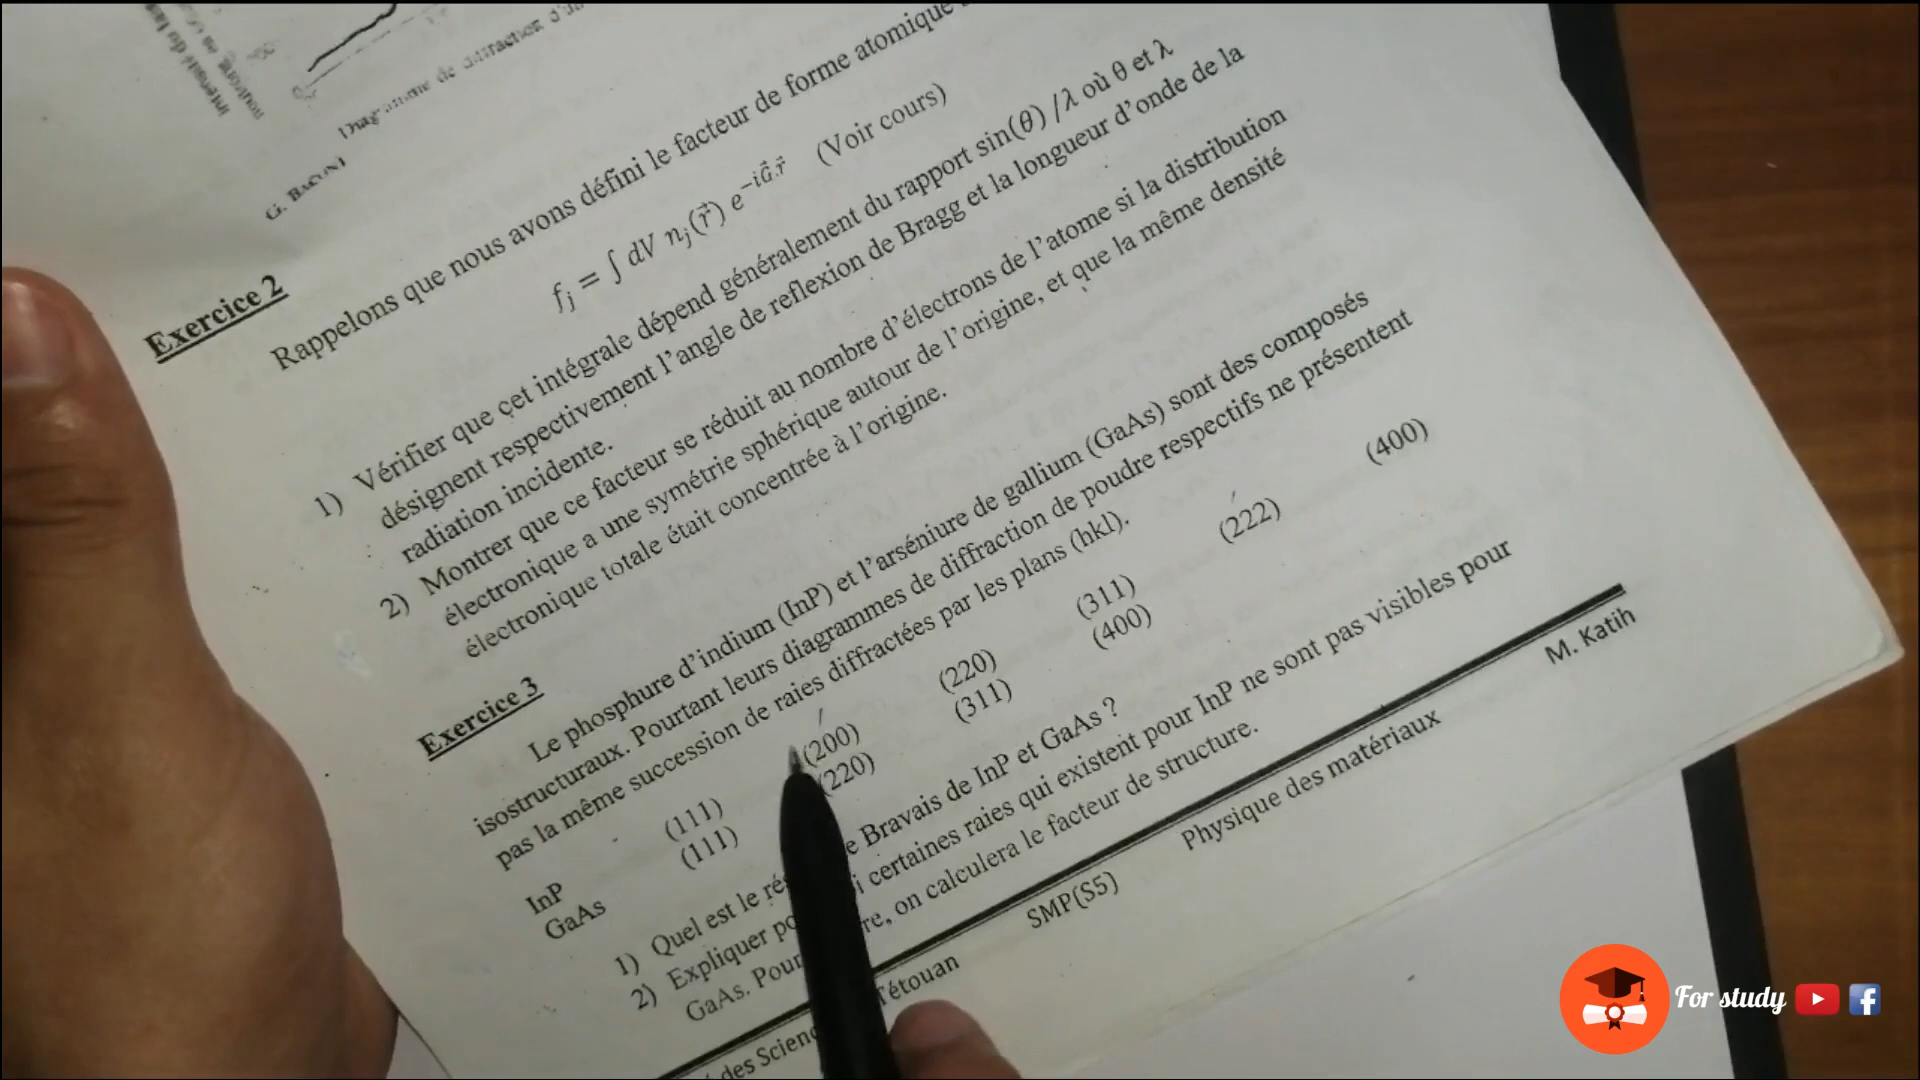 Diagramme de diffraction d'un
G. BACON
Exercice 2
Rappelons que nous avons défini le facteur de forme atomique
f_j = ∫ dV n_j(r⃗) e^{-iG⃗.r⃗} (Voir cours)
1) Vérifier que cet intégrale dépend généralement du rapport sin(θ) /λ où θ et λ
désignent respectivement l'angle de reflexion de Bragg et la longueur d'onde de la
radiation incidente.
2) Montrer que ce facteur se réduit au nombre d'électrons de l'atome si la distribution
électronique a une symétrie sphérique autour de l'origine, et que la même densité
électronique totale était concentrée à l'origine.
Exercice 3
Le phosphure d'indium (InP) et l'arséniure de gallium (GaAs) sont des composés
isostructuraux. Pourtant leurs diagrammes de diffraction de poudre respectifs ne présentent
pas la même succession de raies diffractées par les plans (hkl).
InP (111) (200) (220) (311) (222) (400)
GaAs (111) (220) (311) (400)
1) Quel est le Bravais de InP et GaAs ?
2) Expliquer certaines raies qui existent pour InP ne sont pas visibles pour
GaAs. Pour on calculera le facteur de structure.
des Tétouan SMP(S5) Physique des matériaux M. Katih
For study